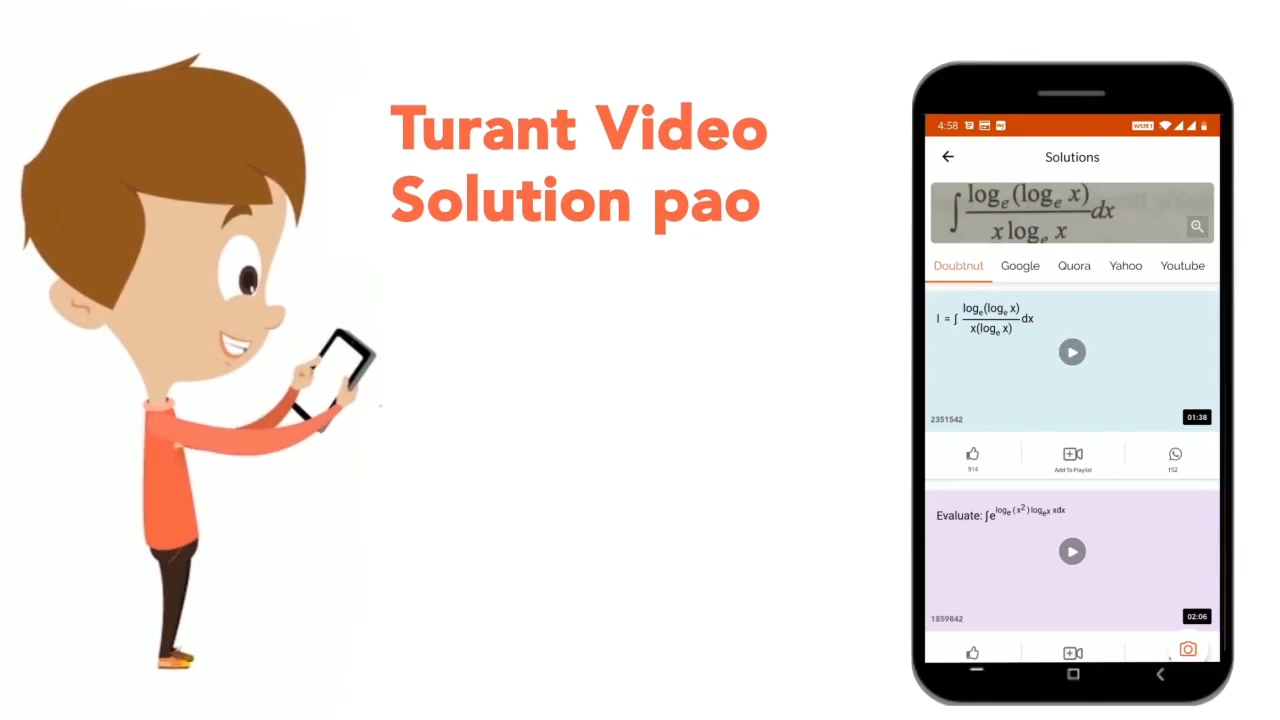 Turant Video
Solution pao
4:58
VoLTE1
Solutions
∫ logₑ(logₑ x) / x logₑ x dx
Doubtnut Google Quora Yahoo Youtube
I = ∫ logₑ(logₑ x) / x(logₑ x) dx
2351542 01:38
914 Add To Playlist 152
Evaluate: ∫e^logₑ(x²)logₑx xdx
1859842 02:06